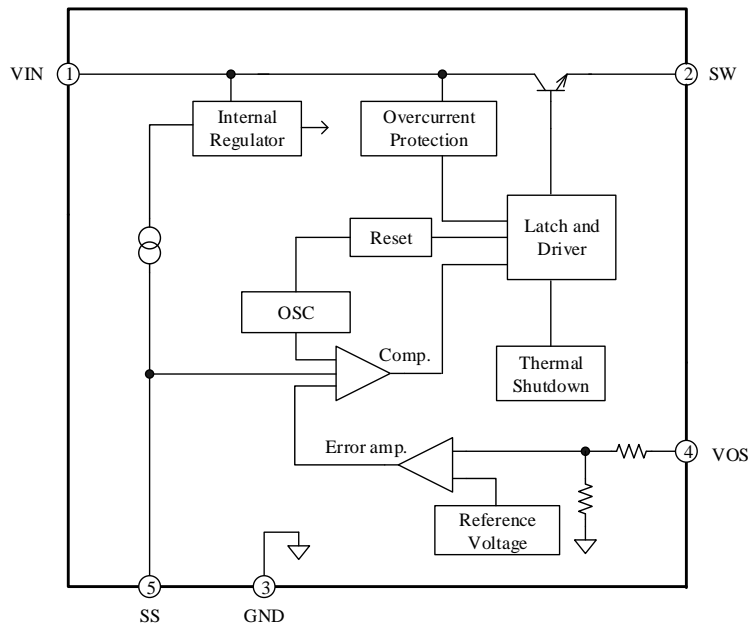 VIN
1
2
SW
Internal
Regulator
Overcurrent
Protection
Latch and
Driver
Reset
OSC
Comp.
Thermal
Shutdown
Error amp.
4
VOS
Reference
Voltage
5
3
SS
GND